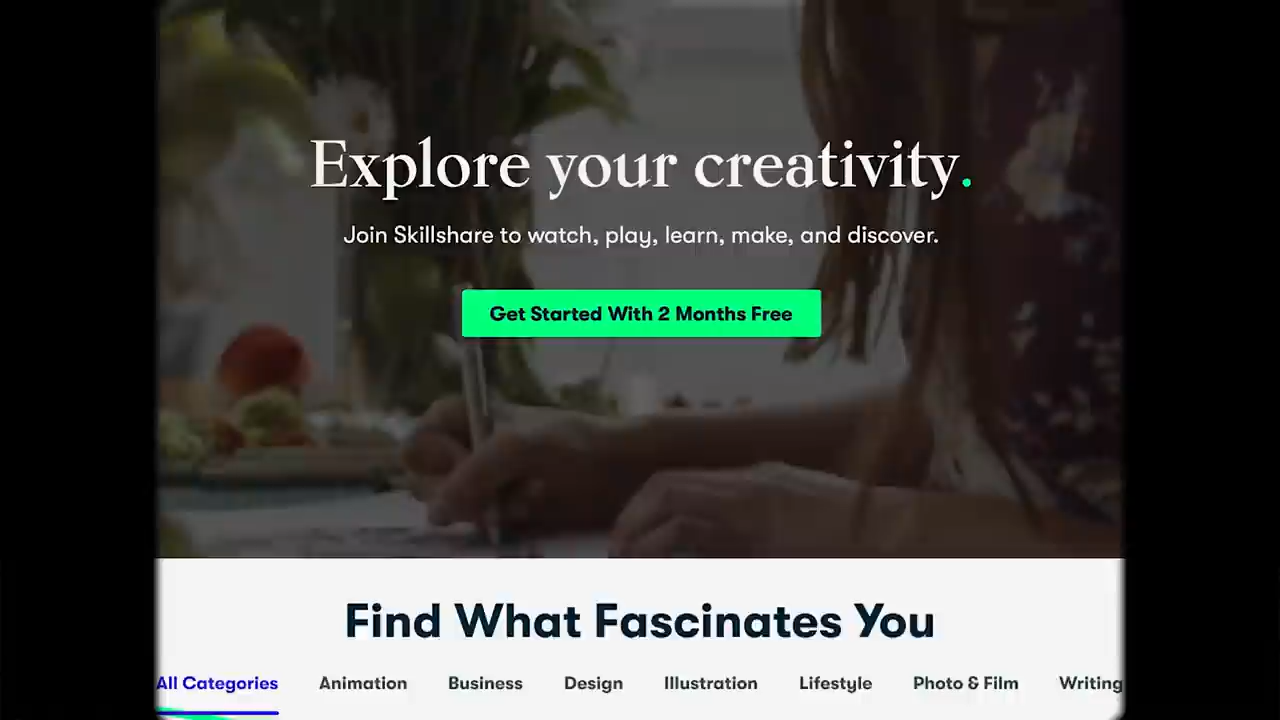 Explore your creativity.
Join Skillshare to watch, play, learn, make, and discover.
Get Started With 2 Months Free
Find What Fascinates You
All Categories Animation Business Design Illustration Lifestyle Photo & Film Writing